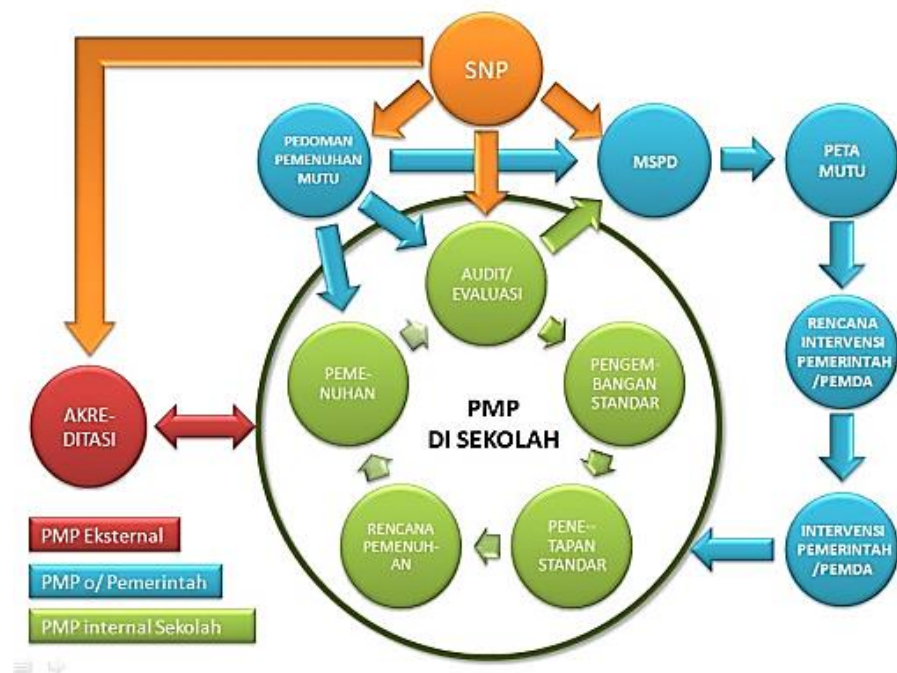 SNP
PEDOMAN
PEMENUHAN
MUTU
MSPD
PETA
MUTU
AUDIT/
EVALUASI
PEME-
NUHAN
PENGEM-
BANGAN
STANDAR
RENCANA
INTERVENSI
PEMERINTAH
/PEMDA
AKRE-
DITASI
PMP
DI SEKOLAH
RENCANA
PEMENUH-
AN
PENE--
TAPAN
STANDAR
INTERVENSI
PEMERINTAH
/PEMDA
PMP Eksternal
PMP o/ Pemerintah
PMP internal Sekolah